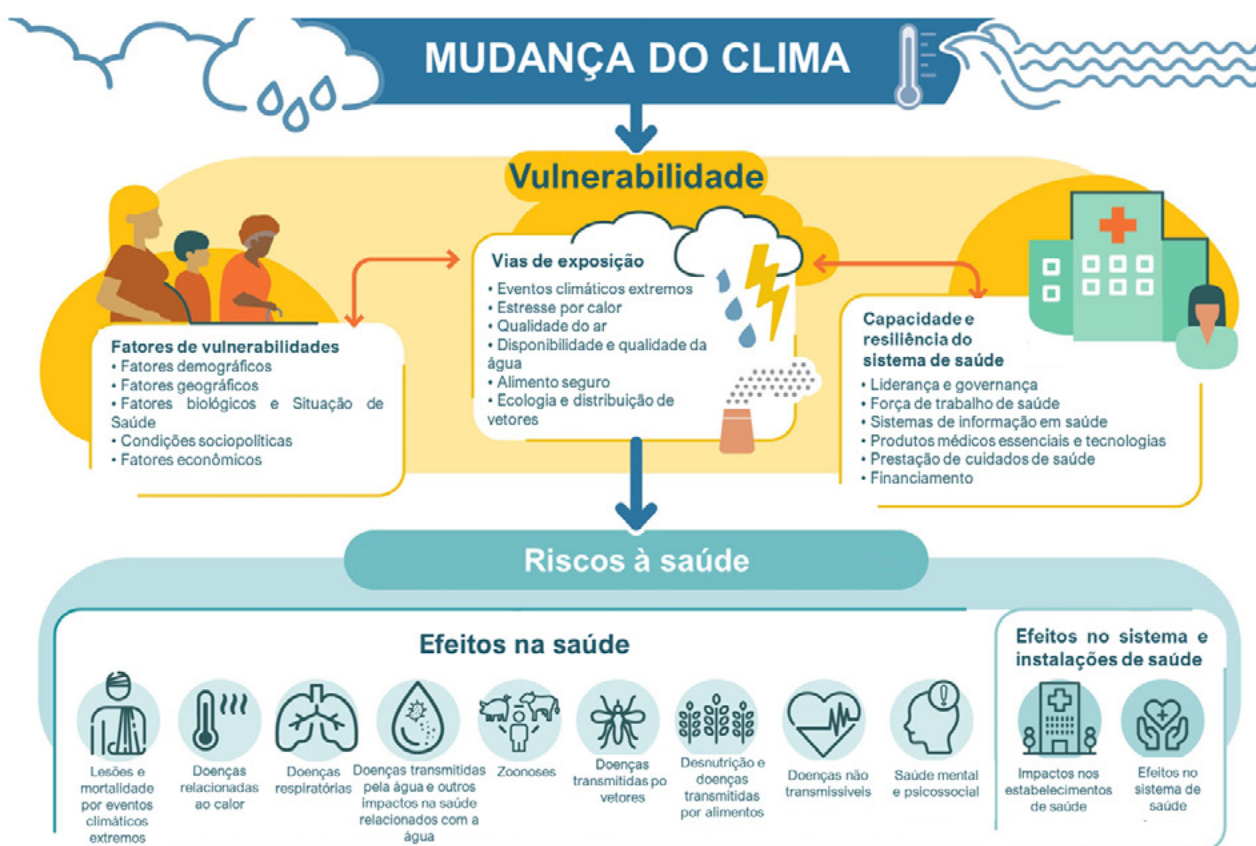 MUDANÇA DO CLIMA
Vulnerabilidade
Fatores de vulnerabilidades
• Fatores demográficos
• Fatores geográficos
• Fatores biológicos e Situação de
Saúde
• Condições sociopolíticas
• Fatores econômicos
Vias de exposição
• Eventos climáticos extremos
• Estresse por calor
• Qualidade do ar
• Disponibilidade e qualidade da
água
• Alimento seguro
• Ecologia e distribuição de
vetores
Capacidade e
resiliência do
sistema de saúde
• Liderança e governança
• Força de trabalho de saúde
• Sistemas de informação em saúde
• Produtos médicos essenciais e tecnologias
• Prestação de cuidados de saúde
• Financiamento
Riscos à saúde
Efeitos na saúde
Lesões e
mortalidade
por eventos
climáticos
extremos
Doenças
relacionadas
ao calor
Doenças
respiratórias
Doenças transmitidas
pela água e outros
impactos na saúde
relacionados com a
água
Zoonoses
Doenças
transmitidas po
vetores
Desnutrição e
doenças
transmitidas
por alimentos
Doenças não
transmissíveis
Saúde mental
e psicossocial
Efeitos no sistema e
instalações de saúde
Impactos nos
estabelecimentos
de saúde
Efeitos no
sistema de
saúde